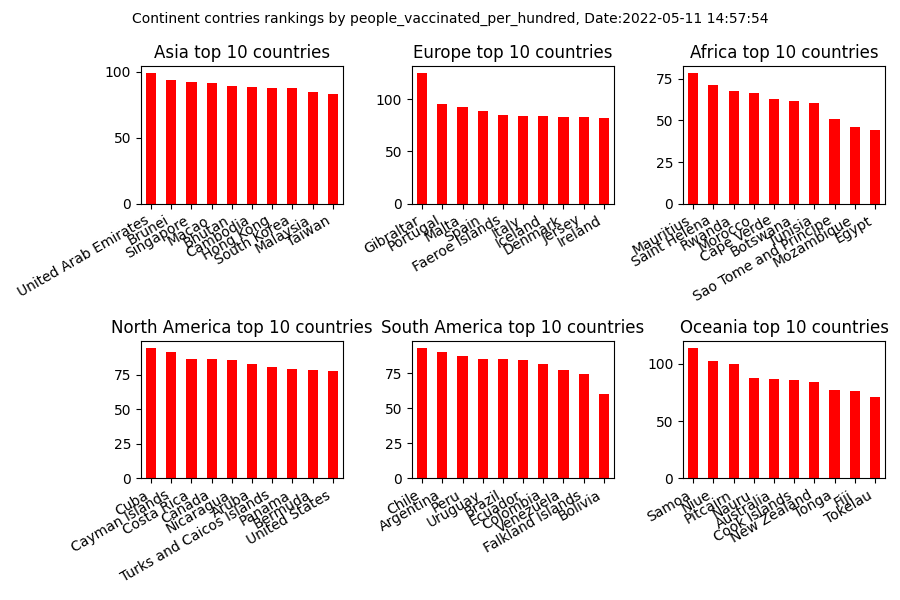 Continent contries rankings by people_vaccinated_per_hundred, Date:2022-05-11 14:57:54
Asia top 10 countries
100
50
0
United Arab Emirates
Brunei
Singapore
Macao
Bhutan
Cambodia
Hong Kong
South Korea
Malaysia
Taiwan
Europe top 10 countries
100
50
0
Gibraltar
Portugal
Malta
Spain
Faeroe Islands
Italy
Iceland
Denmark
Jersey
Ireland
Africa top 10 countries
75
50
25
0
Mauritius
Saint Helena
Rwanda
Morocco
Cape Verde
Botswana
Tunisia
Sao Tome and Principe
Mozambique
Egypt
North America top 10 countries
75
50
25
0
Cuba
Cayman Islands
Costa Rica
Canada
Nicaragua
Aruba
Turks and Caicos Islands
Panama
Bermuda
United States
South America top 10 countries
75
50
25
0
Chile
Argentina
Peru
Uruguay
Brazil
Ecuador
Colombia
Venezuela
Falkland Islands
Bolivia
Oceania top 10 countries
100
50
0
Samoa
Niue
Pitcairn
Nauru
Australia
Cook Islands
New Zealand
Tonga
Fiji
Tokelau